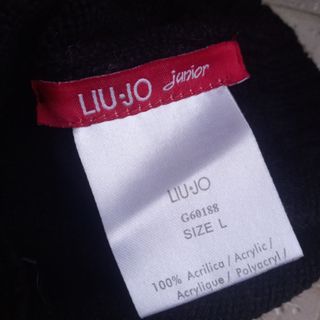 LIU·JO junior
LIU·JO
G60188
SIZE L
100% Acrilica / Acrylic /
Acrylique / Polyacryl /